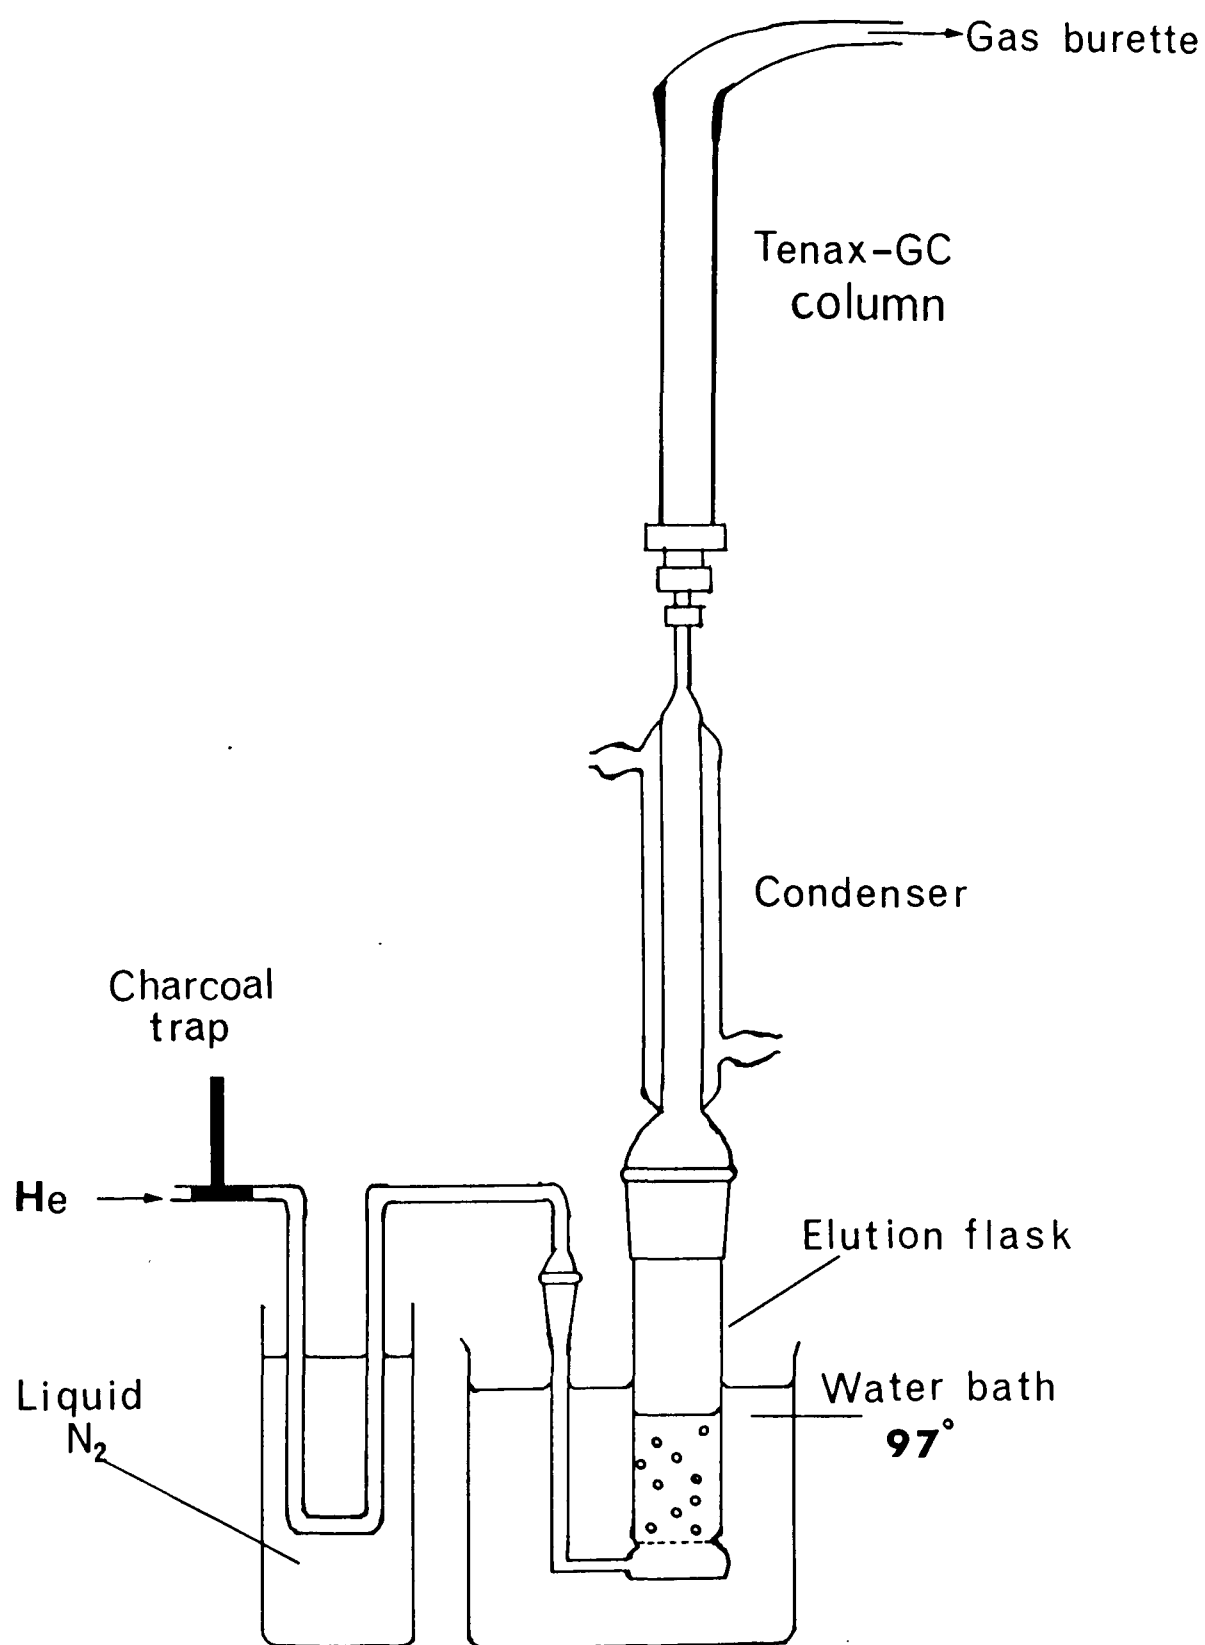 Gas burette
Tenax-GC
column
Condenser
Charcoal
trap
He
Elution flask
Liquid
N₂
Water bath
97°